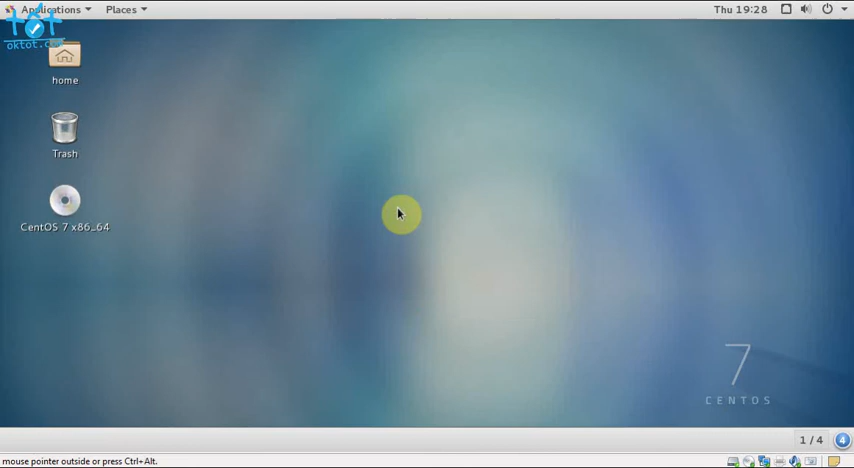 Applications
Places
Thu 19:28
tót
oktot.com
home
Trash
CentOS 7 x86_64
7
CENTOS
1 / 4
4
mouse pointer outside or press Ctrl+Alt.